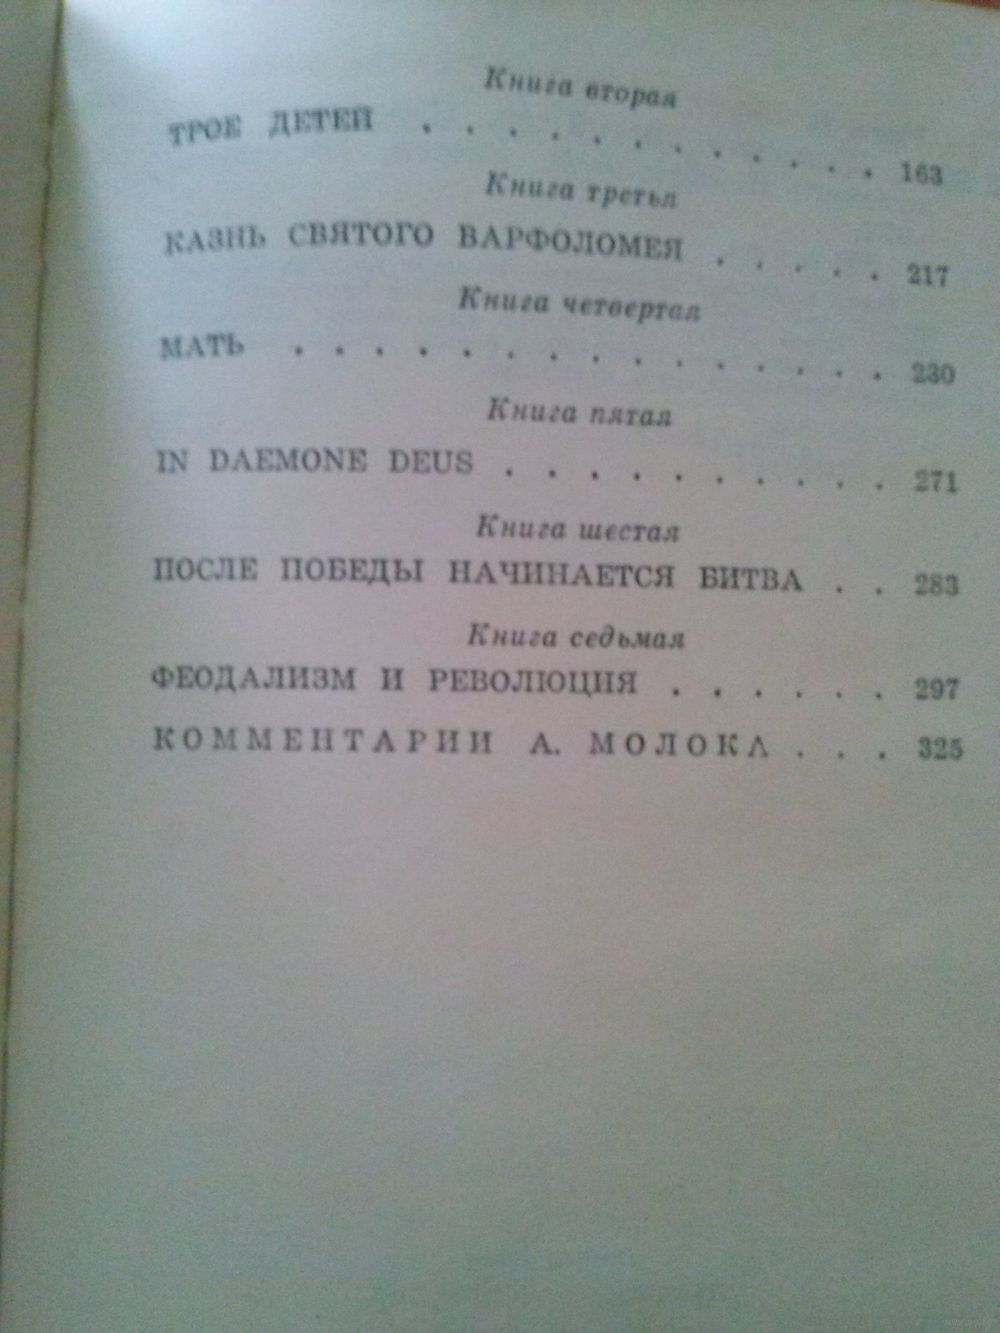 Книга вторая
ТРОЕ ДЕТЕЙ . . . . . . . . . . . 163
Книга третья
КАЗНЬ СВЯТОГО ВАРФОЛОМЕЯ . . . . . 217
Книга четвертая
МАТЬ . . . . . . . . . . . . . . . 230
Книга пятая
IN DAEMONE DEUS . . . . . . . . . . 271
Книга шестая
ПОСЛЕ ПОБЕДЫ НАЧИНАЕТСЯ БИТВА . . 283
Книга седьмая
ФЕОДАЛИЗМ И РЕВОЛЮЦИЯ . . . . . . 297
КОММЕНТАРИИ А. МОЛОКА . . . 325